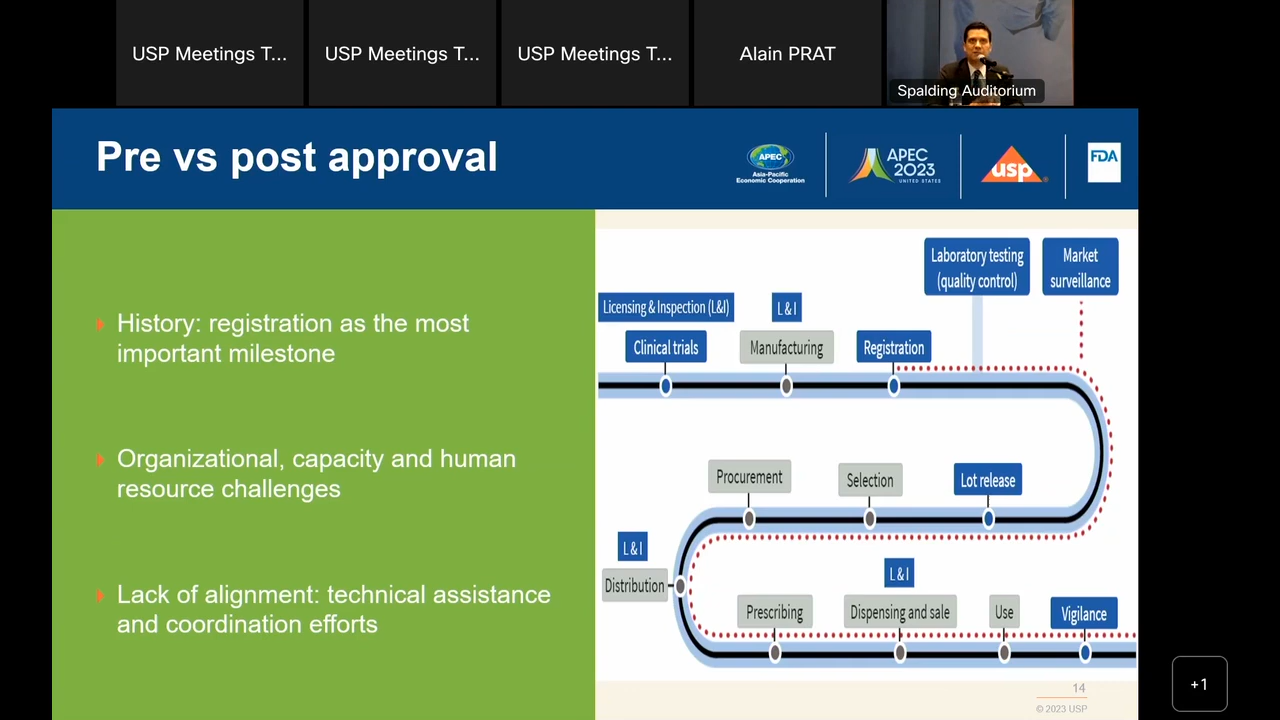 USP Meetings T...
USP Meetings T...
USP Meetings T...
Alain PRAT
Spalding Auditorium
Pre vs post approval
APEC
Asia-Pacific
Economic Cooperation
APEC
2023
UNITED STATES
usp
FDA
History: registration as the most
important milestone
Organizational, capacity and human
resource challenges
Lack of alignment: technical assistance
and coordination efforts
Laboratory testing
(quality control)
Market
surveillance
Licensing & Inspection (L&I)
L & I
Clinical trials
Manufacturing
Registration
Procurement
Selection
Lot release
L & I
Distribution
L & I
Prescribing
Dispensing and sale
Use
Vigilance
14
© 2023 USP
+1